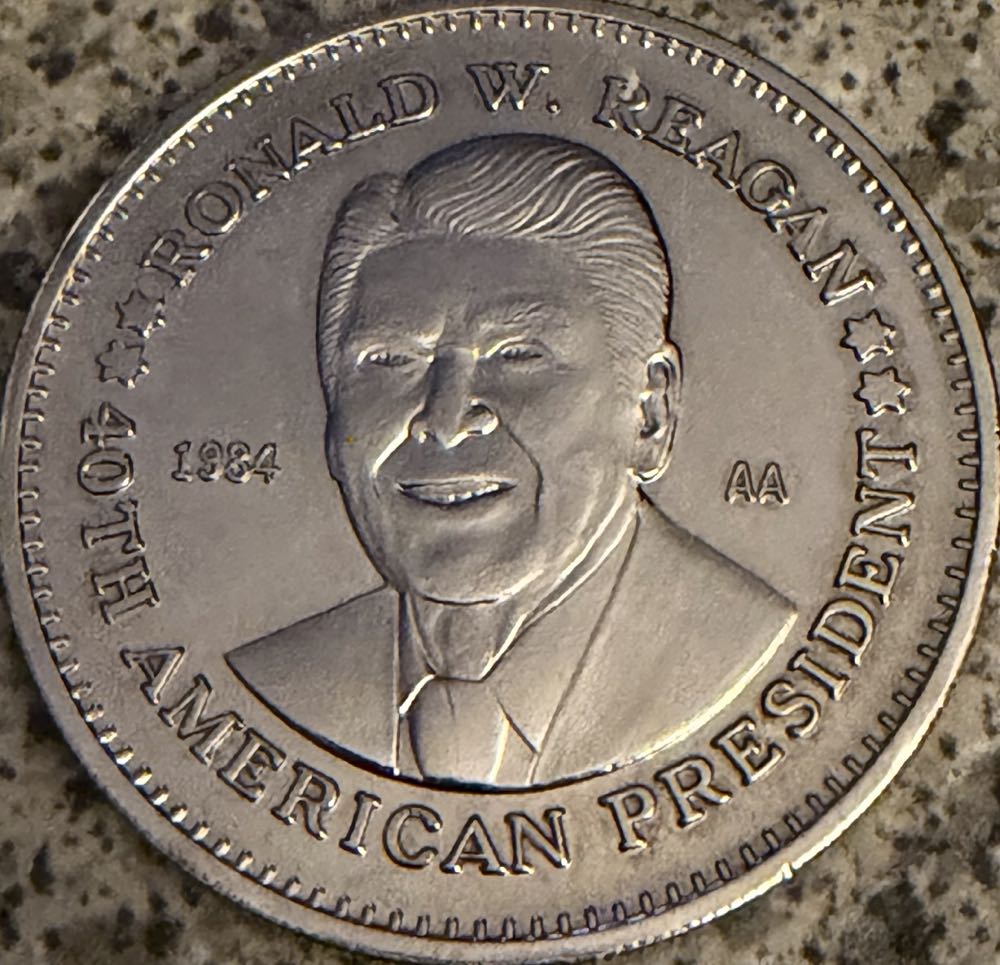 RONALD W. REAGAN
1984
AA
40TH AMERICAN PRESIDENT